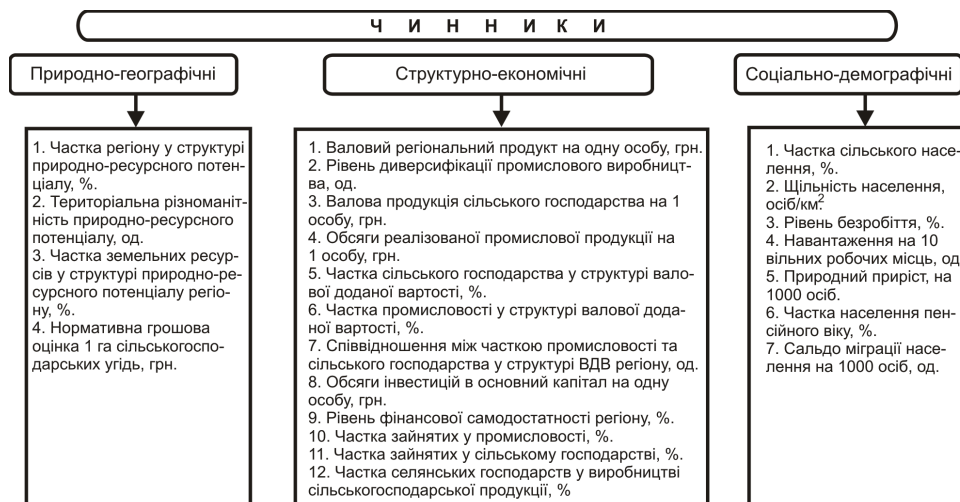 Ч И Н Н И К И
Природно-географічні
1. Частка регіону у структурі
природно-ресурсного потен-
ціалу, %.
2. Територіальна різноманіт-
ність природно-ресурсного
потенціалу, од.
3. Частка земельних ресур-
сів у структурі природно-ре-
сурсного потенціалу регіо-
ну, %.
4. Нормативна грошова
оцінка 1 га сільськогоспо-
дарських угідь, грн.
Структурно-економічні
1. Валовий регіональний продукт на одну особу, грн.
2. Рівень диверсифікації промислового виробницт-
ва, од.
3. Валова продукція сільського господарства на 1
особу, грн.
4. Обсяги реалізованої промислової продукції на
1 особу, грн.
5. Частка сільського господарства у структурі вало-
вої доданої вартості, %.
6. Частка промисловості у структурі валової дода-
ної вартості, %.
7. Співвідношення між часткою промисловості та
сільського господарства у структурі ВДВ регіону, од.
8. Обсяги інвестицій в основний капітал на одну
особу, грн.
9. Рівень фінансової самодостатності регіону, %.
10. Частка зайнятих у промисловості, %.
11. Частка зайнятих у сільському господарстві, %.
12. Частка селянських господарств у виробництві
сільськогосподарської продукції, %
Соціально-демографічні
1. Частка сільського насе-
лення, %.
2. Щільність населення,
осіб/км².
3. Рівень безробіття, %.
4. Навантаження на 10
вільних робочих місць, од
5. Природний приріст, на
1000 осіб.
6. Частка населення пен-
сійного віку, %.
7. Сальдо міграції насе-
лення на 1000 осіб, од.